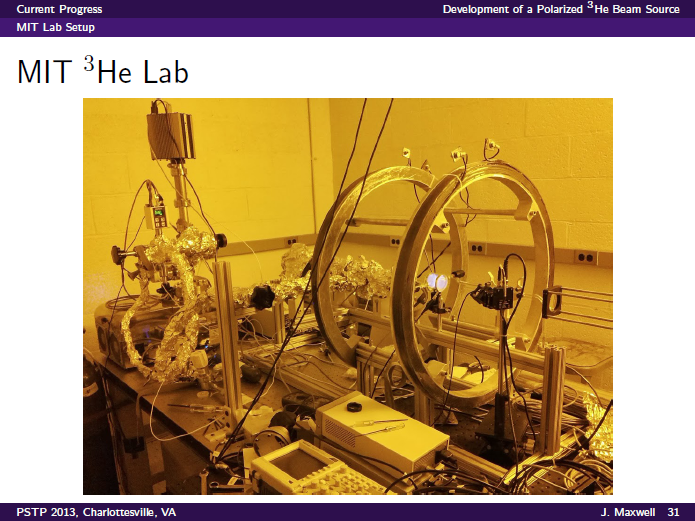 Current Progress
Development of a Polarized ³He Beam Source
MIT Lab Setup
MIT ³He Lab
PSTP 2013, Charlottesville, VA
J. Maxwell 31